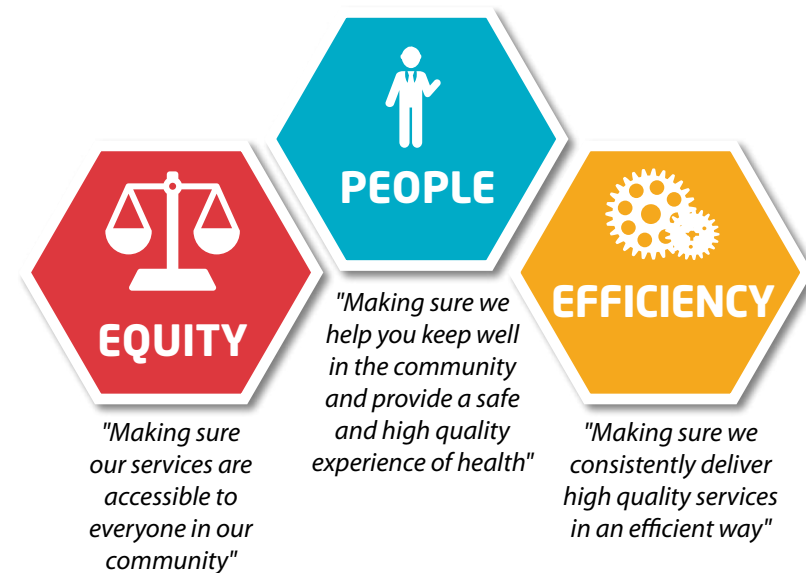 EQUITY
"Making sure
our services are
accessible to
everyone in our
community"
PEOPLE
"Making sure we
help you keep well
in the community
and provide a safe
and high quality
experience of health"
EFFICIENCY
"Making sure we
consistently deliver
high quality services
in an efficient way"